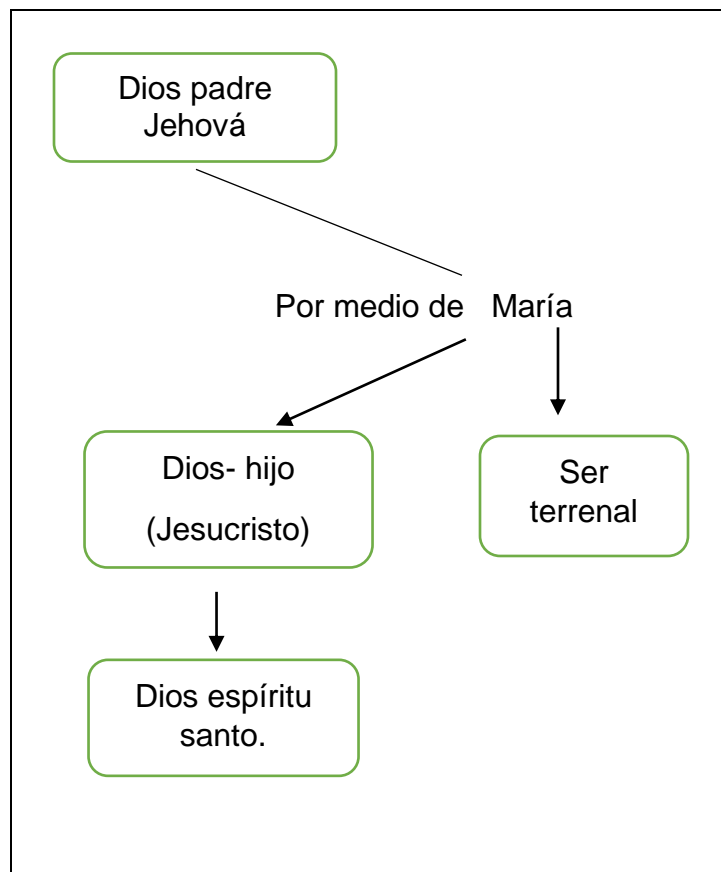 Dios padre
Jehová
Por medio de María
Dios- hijo
(Jesucristo)
Ser
terrenal
Dios espíritu
santo.